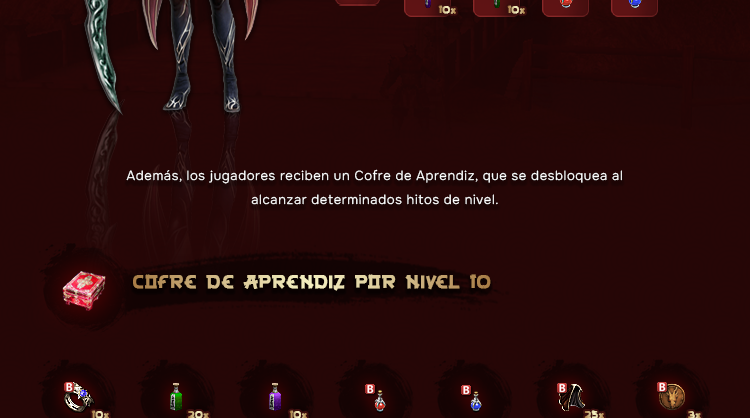 10x 10x
Además, los jugadores reciben un Cofre de Aprendiz, que se desbloquea al
alcanzar determinados hitos de nivel.
COFRE DE APRENDIZ POR NIVEL 10
B B B B B
10x 20x 10x 25x 3x